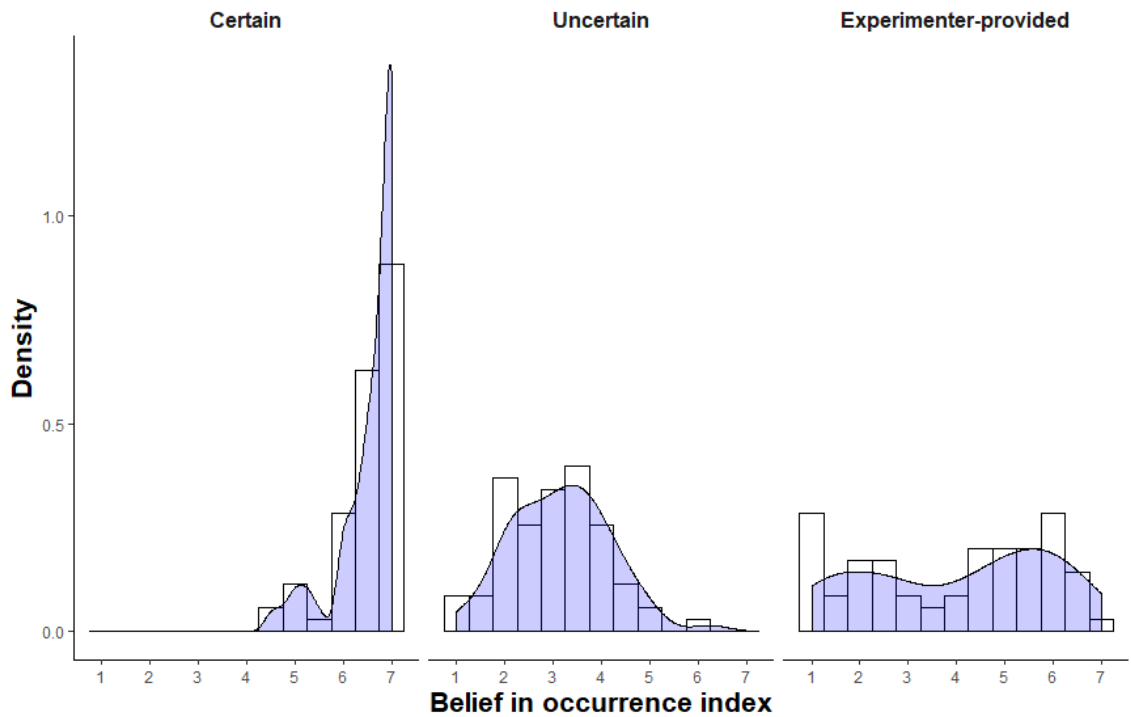 Certain Uncertain Experimenter-provided
Density
1.0
0.5
0.0
1 2 3 4 5 6 7 1 2 3 4 5 6 7 1 2 3 4 5 6 7
Belief in occurrence index